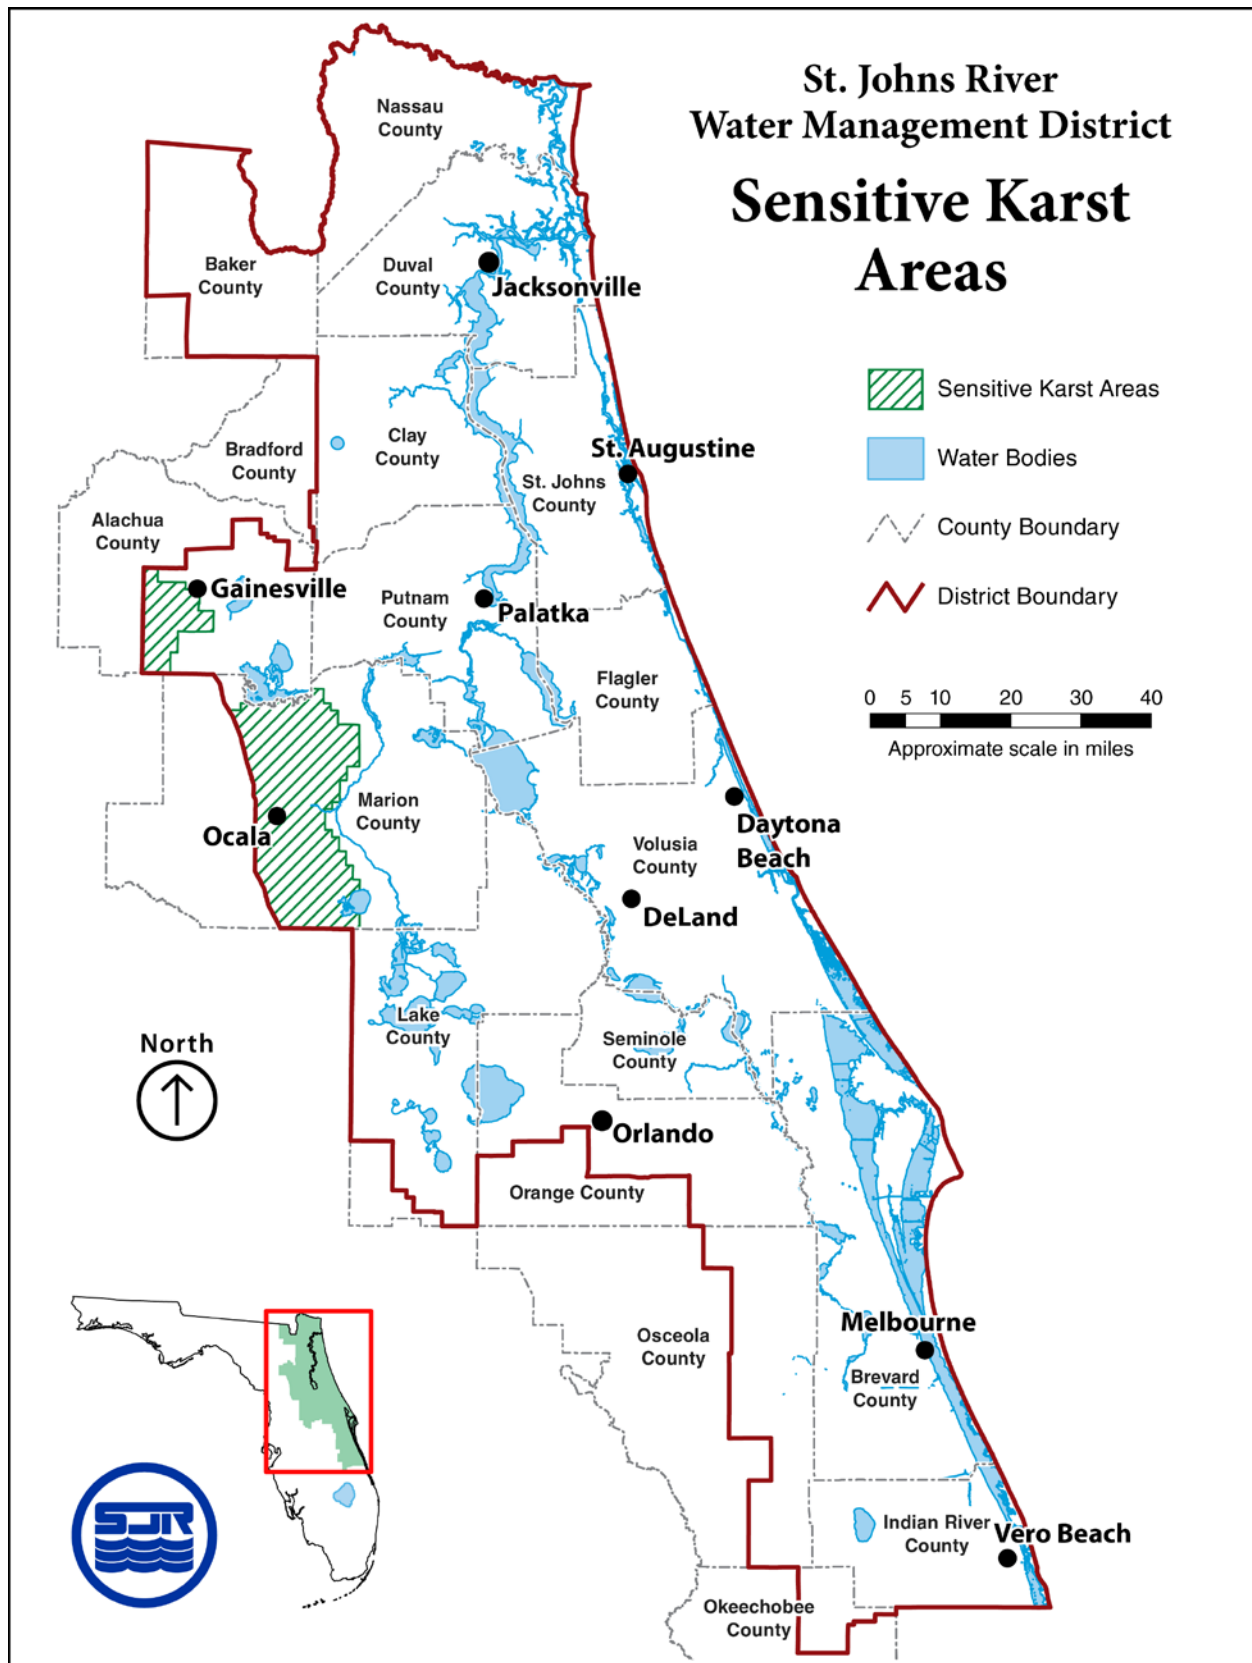 St. Johns River
Water Management District
Sensitive Karst
Areas
Sensitive Karst Areas
Water Bodies
County Boundary
District Boundary
0 5 10 20 30 40
Approximate scale in miles
Nassau
County
Baker
County
Duval
County
Jacksonville
Bradford
County
Clay
County
St. Augustine
St. Johns
County
Alachua
County
Gainesville
Putnam
County
Palatka
Flagler
County
Marion
County
Ocala
Daytona
Beach
Volusia
County
DeLand
Lake
County
Seminole
County
North
Orlando
Orange County
Osceola
County
Melbourne
Brevard
County
Indian River
County
Vero Beach
Okeechobee
County
SJR